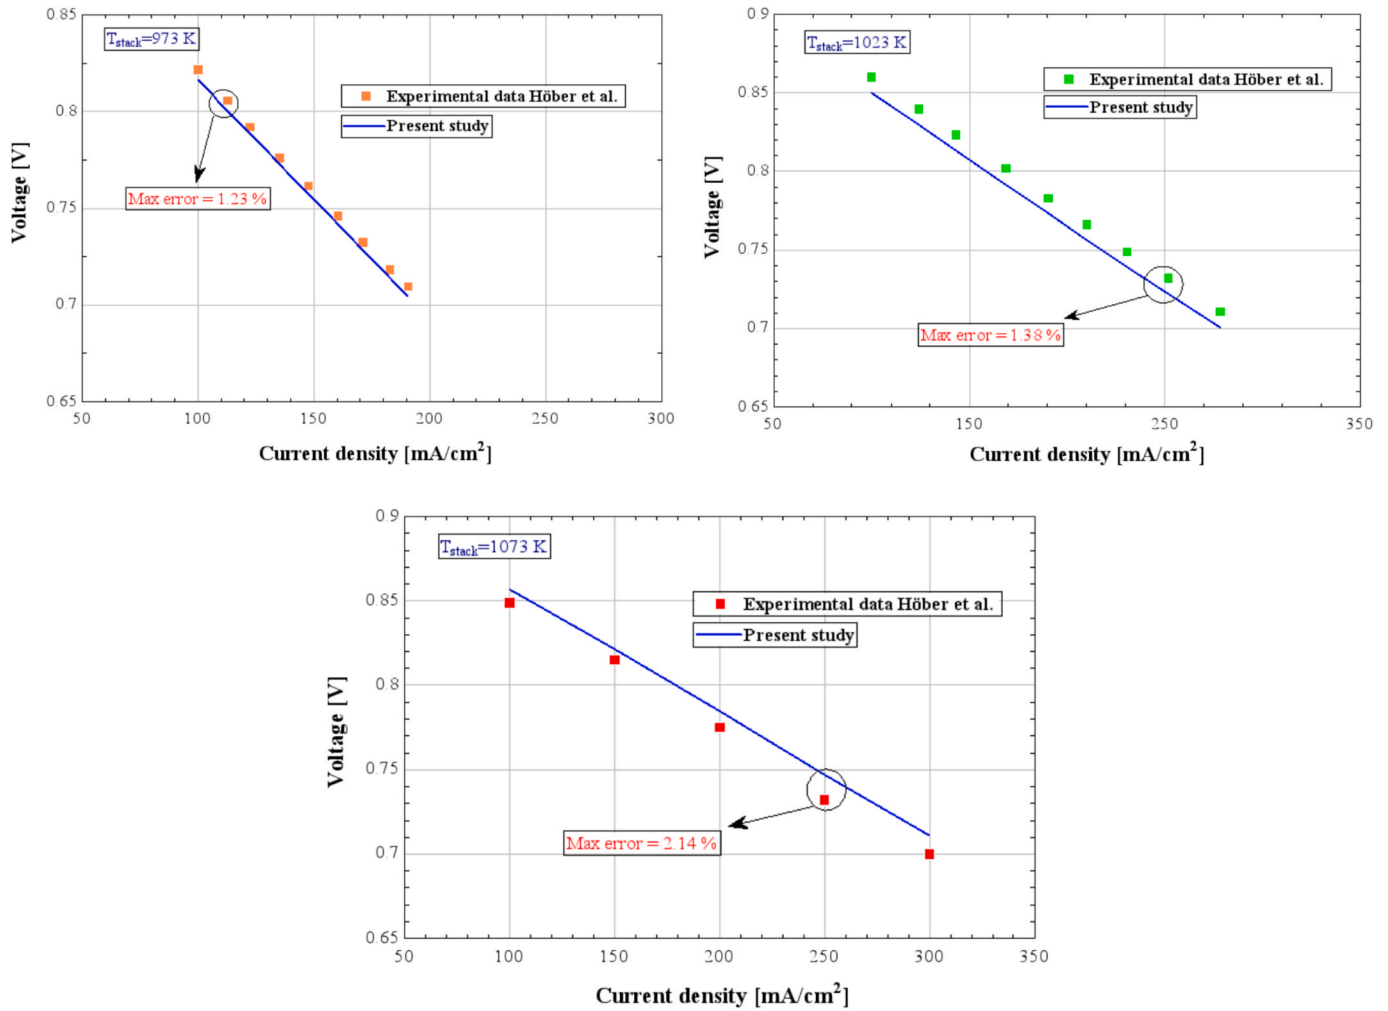 T_stack=973 K
Experimental data Höber et al.
Present study
Max error = 1.23 %
Voltage [V]
0.85
0.8
0.75
0.7
0.65
50 100 150 200 250 300
Current density [mA/cm²]
T_stack=1023 K
Experimental data Höber et al.
Present study
Max error = 1.38 %
Voltage [V]
0.9
0.85
0.8
0.75
0.7
0.65
50 150 250 350
Current density [mA/cm²]
T_stack=1073 K
Experimental data Höber et al.
Present study
Max error = 2.14 %
Voltage [V]
0.9
0.85
0.8
0.75
0.7
0.65
50 100 150 200 250 300 350
Current density [mA/cm²]